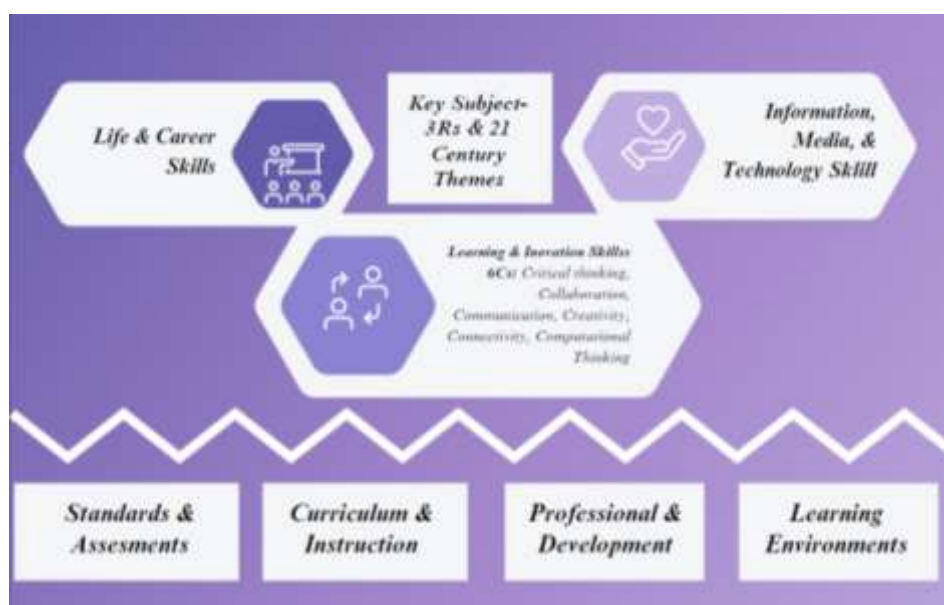 Life & Career
Skills
Key Subject-
3Rs & 21
Century
Themes
Information,
Media, &
Technology Sklill
Learning & Inovation Skillss
6Cs: Critical thinking,
Collaboration,
Communication, Creativity,
Connectivity, Computational
Thinking
Standards &
Assesments
Curriculum &
Instruction
Professional &
Development
Learning
Environments